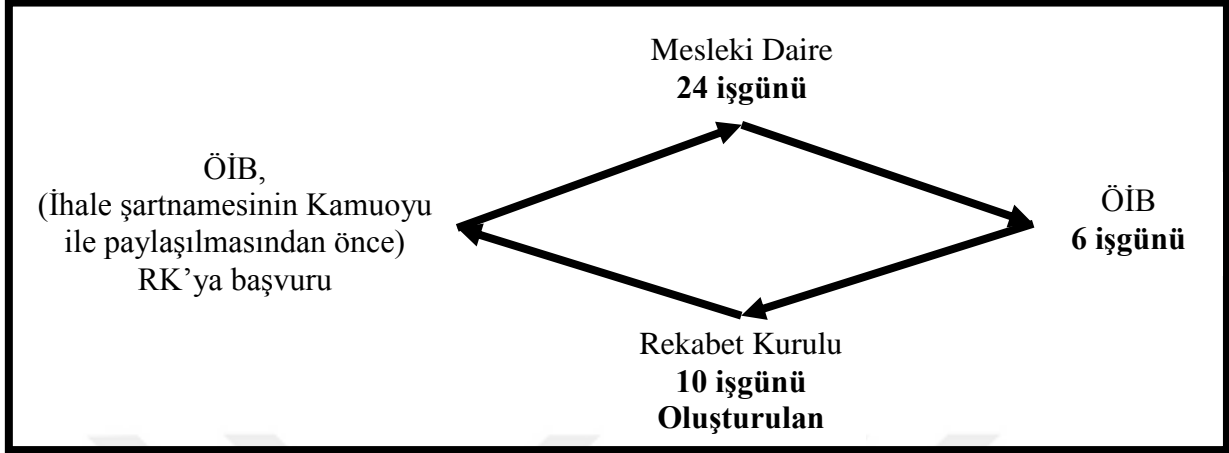 Mesleki Daire
24 işgünü
ÖİB,
(İhale şartnamesinin Kamuoyu
ile paylaşılmasından önce)
RK’ya başvuru
ÖİB
6 işgünü
Rekabet Kurulu
10 işgünü
Oluşturulan